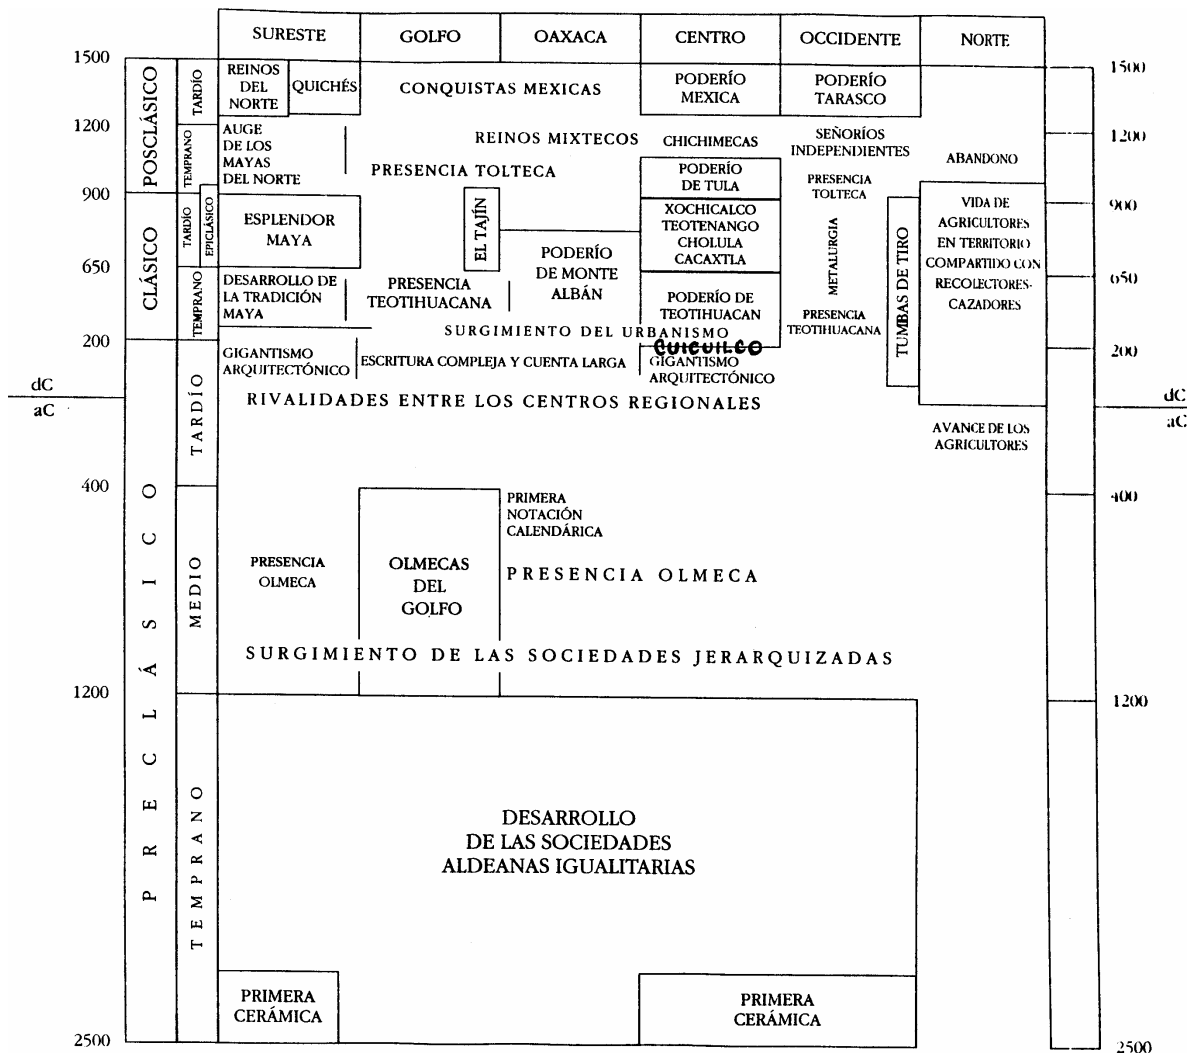 SURESTE
GOLFO
OAXACA
CENTRO
OCCIDENTE
NORTE
1500
1200
900
650
200
dC
aC
400
1200
2500
POSCLÁSICO
CLÁSICO
PRECLÁSICO
TARDÍO
TEMPRANO
TARDÍO
EPICLÁSICO
TEMPRANO
TARDÍO
MEDIO
TEMPRANO
REINOS
DEL
NORTE
QUICHÉS
CONQUISTAS MEXICAS
PODERÍO
MEXICA
PODERÍO
TARASCO
AUGE
DE LOS
MAYAS
DEL NORTE
REINOS MIXTECOS
CHICHIMECAS
SEÑORÍOS
INDEPENDIENTES
ABANDONO
PRESENCIA TOLTECA
PODERÍO
DE TULA
PRESENCIA
TOLTECA
ESPLENDOR
MAYA
EL TAJÍN
XOCHICALCO
TEOTENANGO
CHOLULA
CACAXTLA
METALURGIA
TUMBAS DE TIRO
VIDA DE
AGRICULTORES
EN TERRITORIO
COMPARTIDO CON
RECOLECTORES-
CAZADORES
PODERÍO
DE MONTE
ALBÁN
DESARROLLO DE
LA TRADICIÓN
MAYA
PRESENCIA
TEOTIHUACANA
PODERÍO DE
TEOTIHUACAN
PRESENCIA
TEOTIHUACANA
SURGIMIENTO DEL URBANISMO
CUICUILCO
GIGANTISMO
ARQUITECTÓNICO
ESCRITURA COMPLEJA Y CUENTA LARGA
GIGANTISMO
ARQUITECTÓNICO
RIVALIDADES ENTRE LOS CENTROS REGIONALES
AVANCE DE LOS
AGRICULTORES
PRIMERA
NOTACIÓN
CALENDÁRICA
PRESENCIA
OLMECA
OLMECAS
DEL
GOLFO
PRESENCIA OLMECA
SURGIMIENTO DE LAS SOCIEDADES JERARQUIZADAS
DESARROLLO
DE LAS SOCIEDADES
ALDEANAS IGUALITARIAS
PRIMERA
CERÁMICA
PRIMERA
CERÁMICA
1500
1200
900
650
200
dC
aC
400
1200
2500